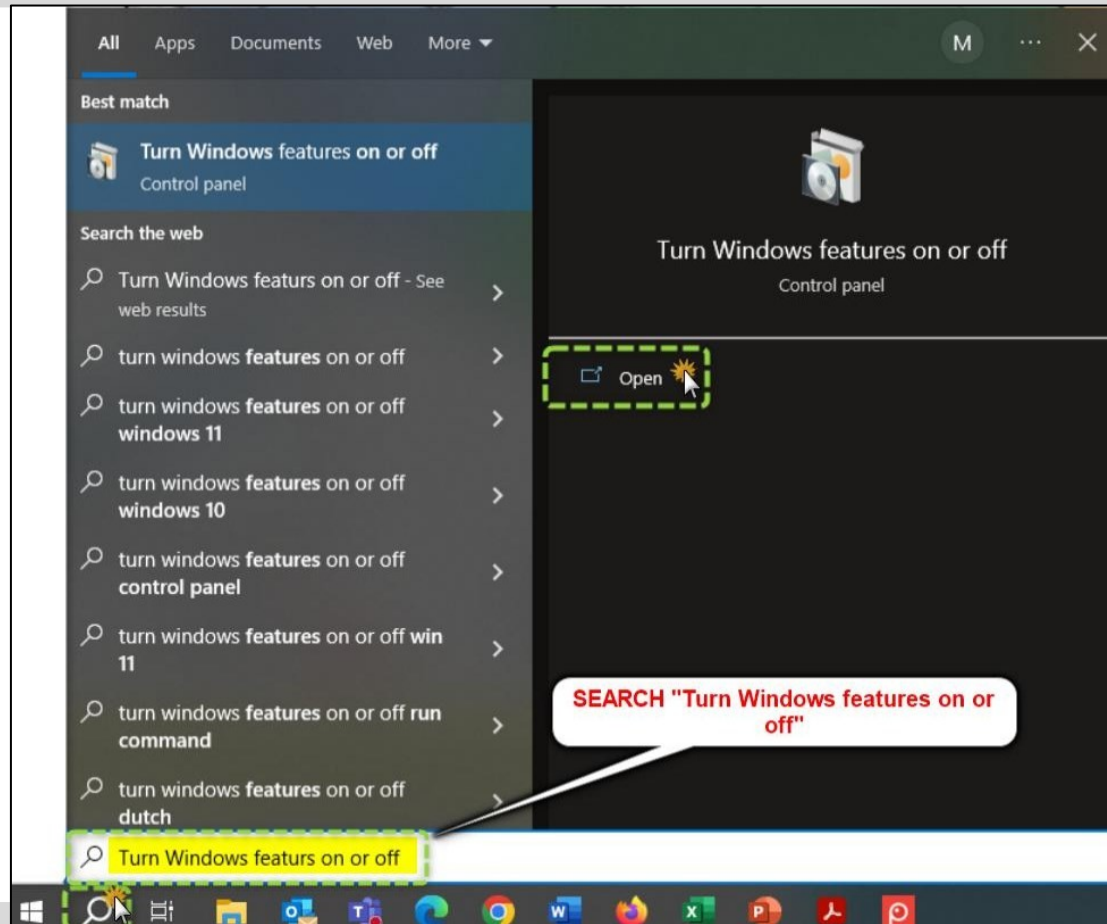 All Apps Documents Web More
M
Best match
Turn Windows features on or off
Control panel
Search the web
Turn Windows featurs on or off - See
web results
turn windows features on or off
turn windows features on or off
windows 11
turn windows features on or off
windows 10
turn windows features on or off
control panel
turn windows features on or off win
11
turn windows features on or off run
command
turn windows features on or off
dutch
Turn Windows featurs on or off
Turn Windows features on or off
Control panel
Open
SEARCH "Turn Windows features on or
off"